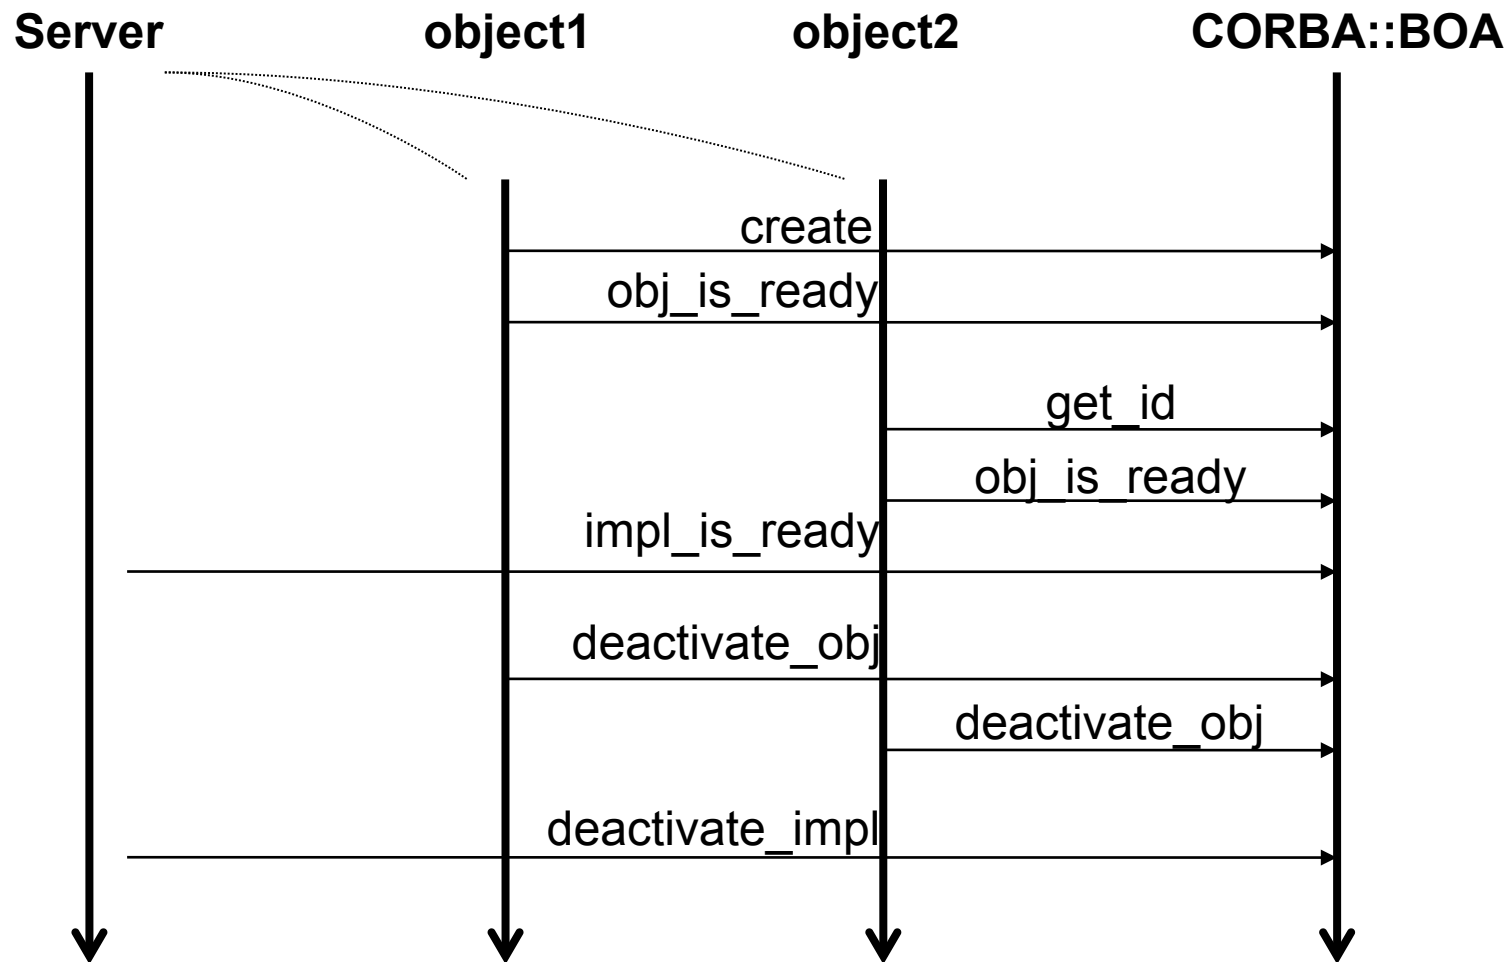 Server object1 object2 CORBA::BOA
create
obj_is_ready
get_id
obj_is_ready
impl_is_ready
deactivate_obj
deactivate_obj
deactivate_impl